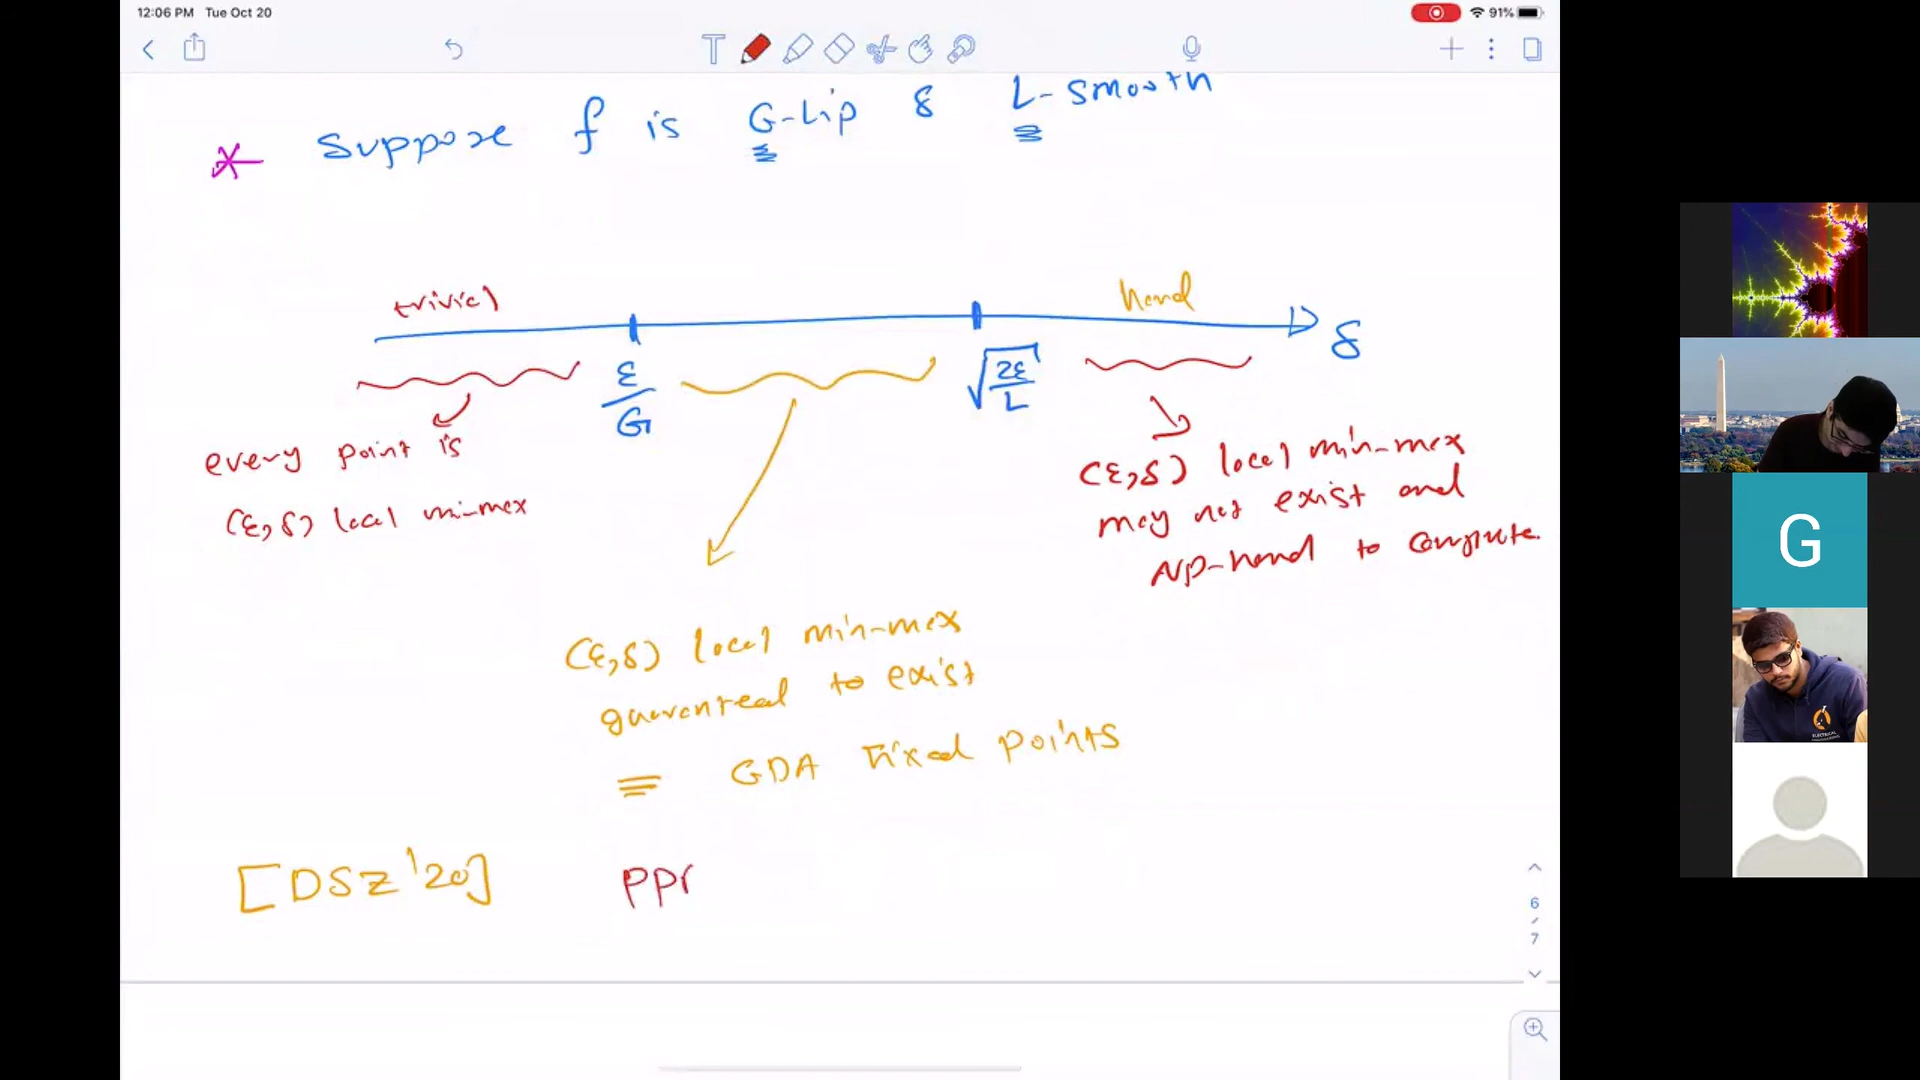 12:06 PM Tue Oct 20
91%
* Suppose f is G-Lip & L-smooth
trivial
hard
δ
ε/G
√(2ε/L)
every point is
(ε,δ) local min-max
(ε,δ) local min-max
may not exist and
NP-hard to compute.
(ε,δ) local min-max
guaranteed to exist
≡ GDA Fixed points
[DSZ '20]
PPA
6
7
G